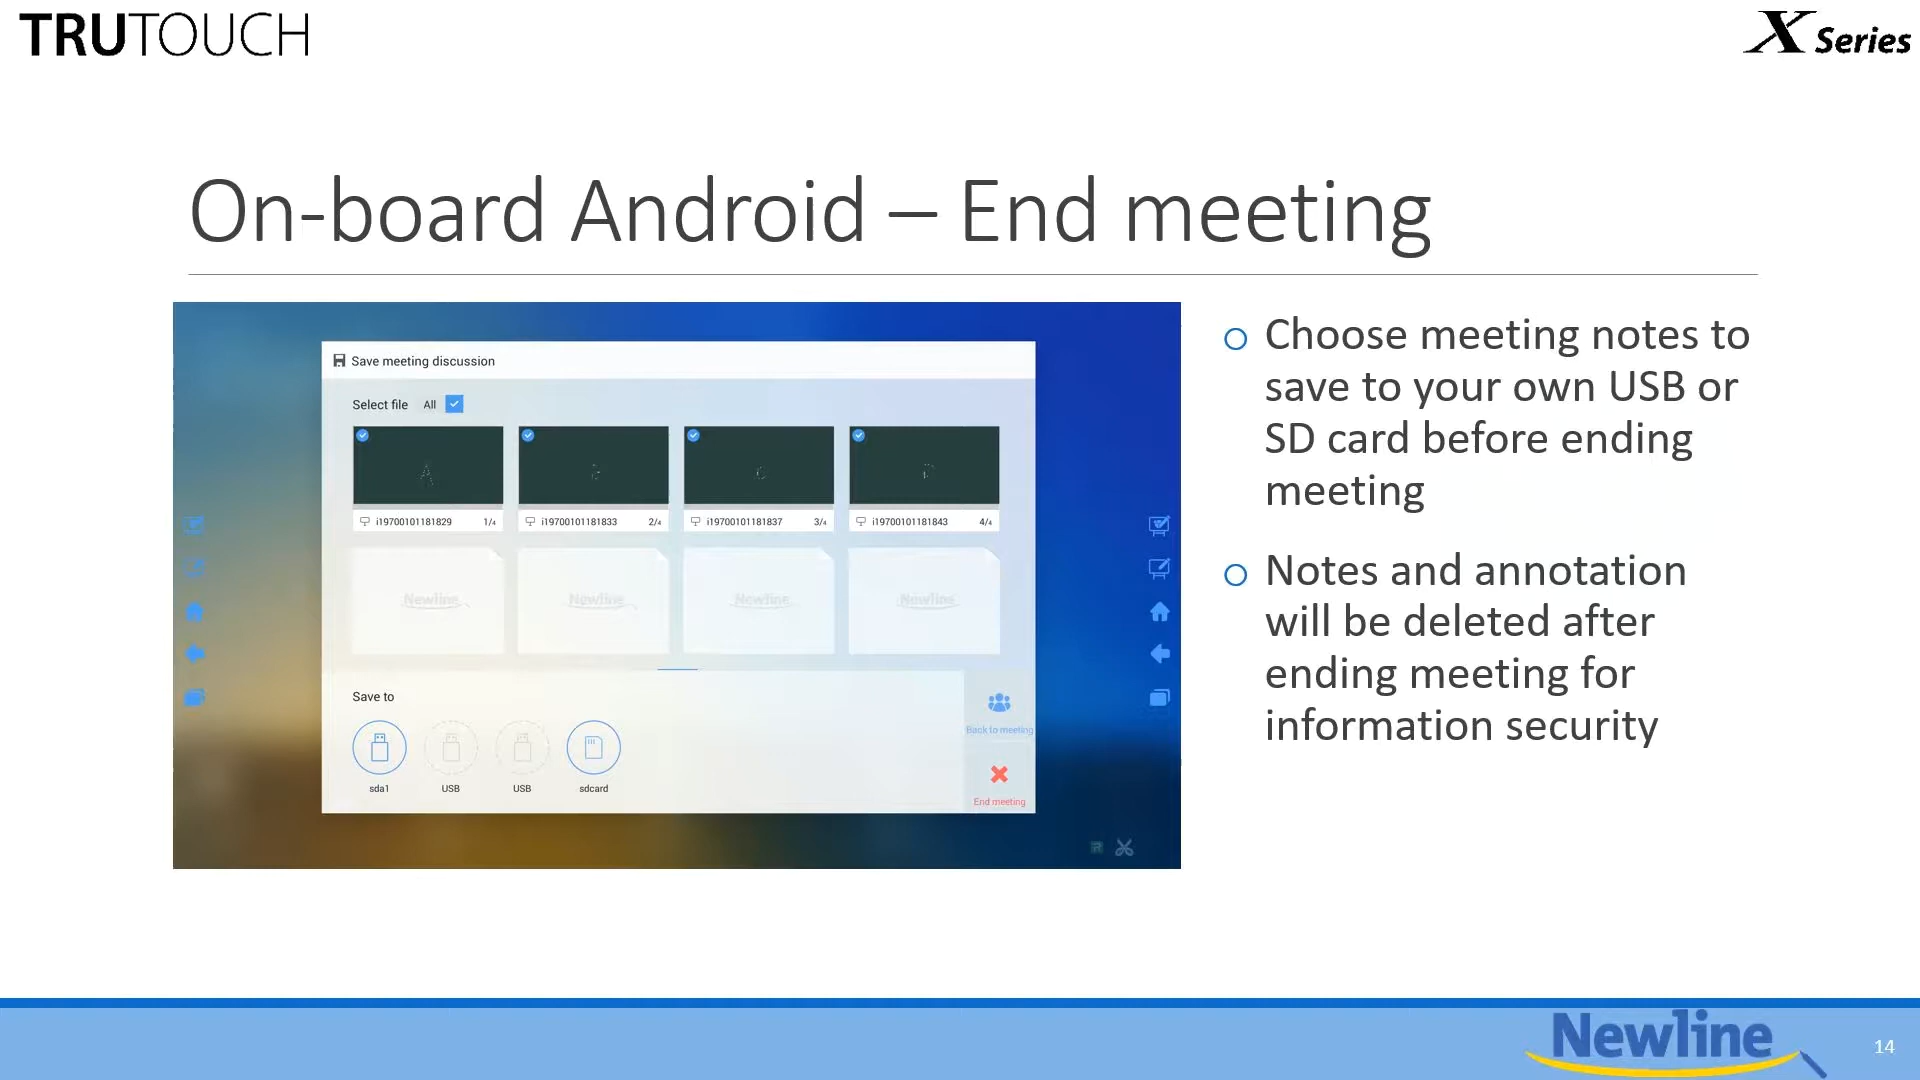 TRUTOUCH
X Series
On-board Android – End meeting
Save meeting discussion
Select file All
i19700101181829 1/4
i19700101181833 2/4
i19700101181837 3/4
i19700101181843 4/4
Newline
Newline
Newline
Newline
Save to
sda1
USB
USB
sdcard
Back to meeting
End meeting
o Choose meeting notes to
save to your own USB or
SD card before ending
meeting
o Notes and annotation
will be deleted after
ending meeting for
information security
Newline
14